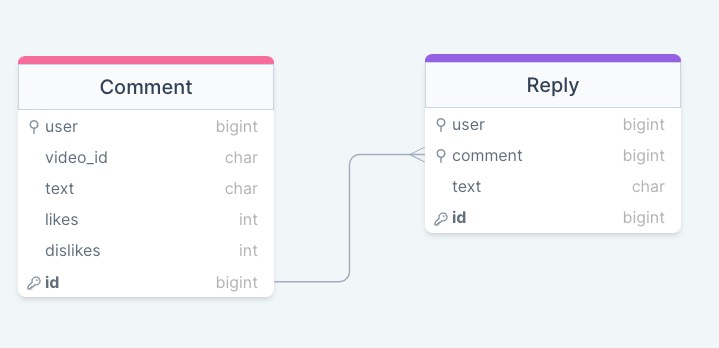 Comment
user bigint
video_id char
text char
likes int
dislikes int
id bigint
Reply
user bigint
comment bigint
text char
id bigint